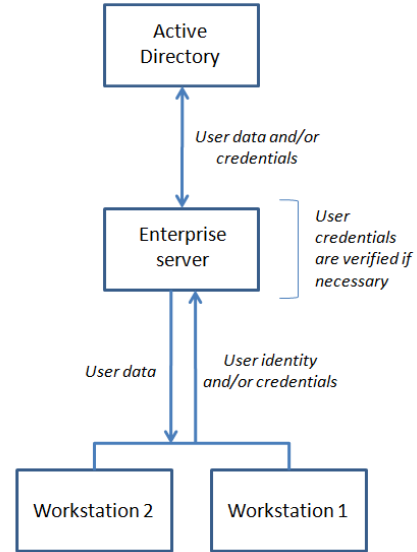 Active
Directory
User data and/or
credentials
Enterprise
server
User
credentials
are verified if
necessary
User data
User identity
and/or credentials
Workstation 2
Workstation 1